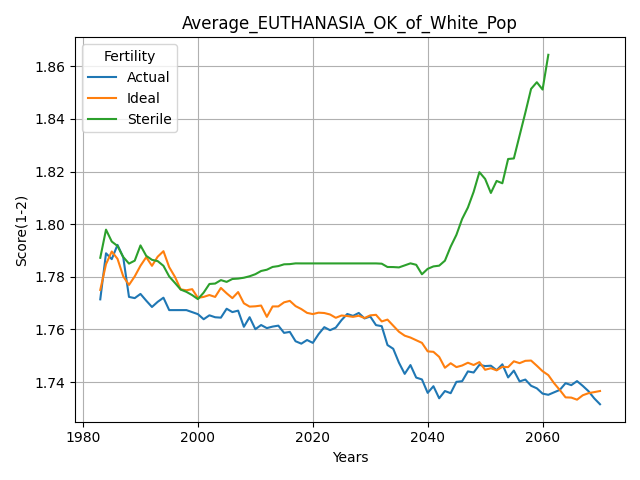 Average_EUTHANASIA_OK_of_White_Pop
Fertility
Actual
Ideal
Sterile
Score(1-2)
1.86
1.84
1.82
1.80
1.78
1.76
1.74
1980
2000
2020
2040
2060
Years